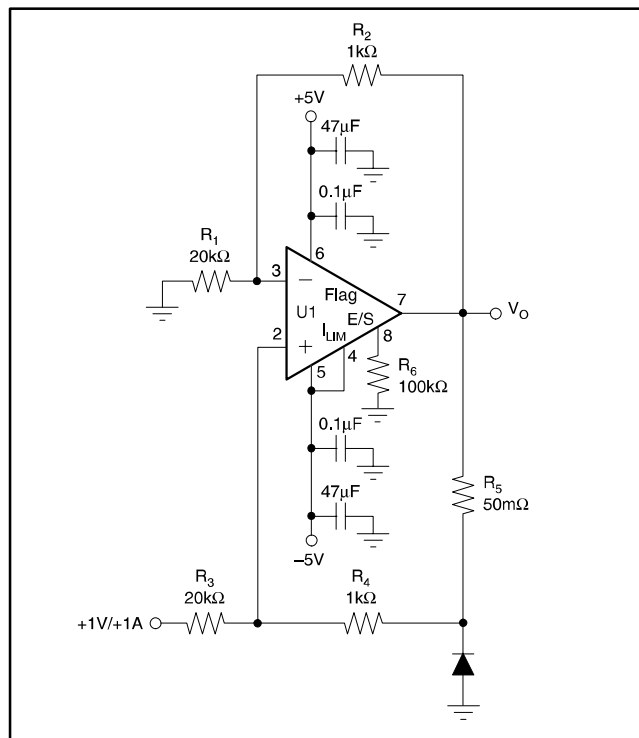 R2
1kΩ
+5V
47μF
0.1μF
R1
20kΩ
6
3
–
Flag
7
VO
U1
E/S
2
ILIM
8
+
4
5
R6
100kΩ
0.1μF
R5
50mΩ
47μF
–5V
R3
20kΩ
R4
1kΩ
+1V/+1A